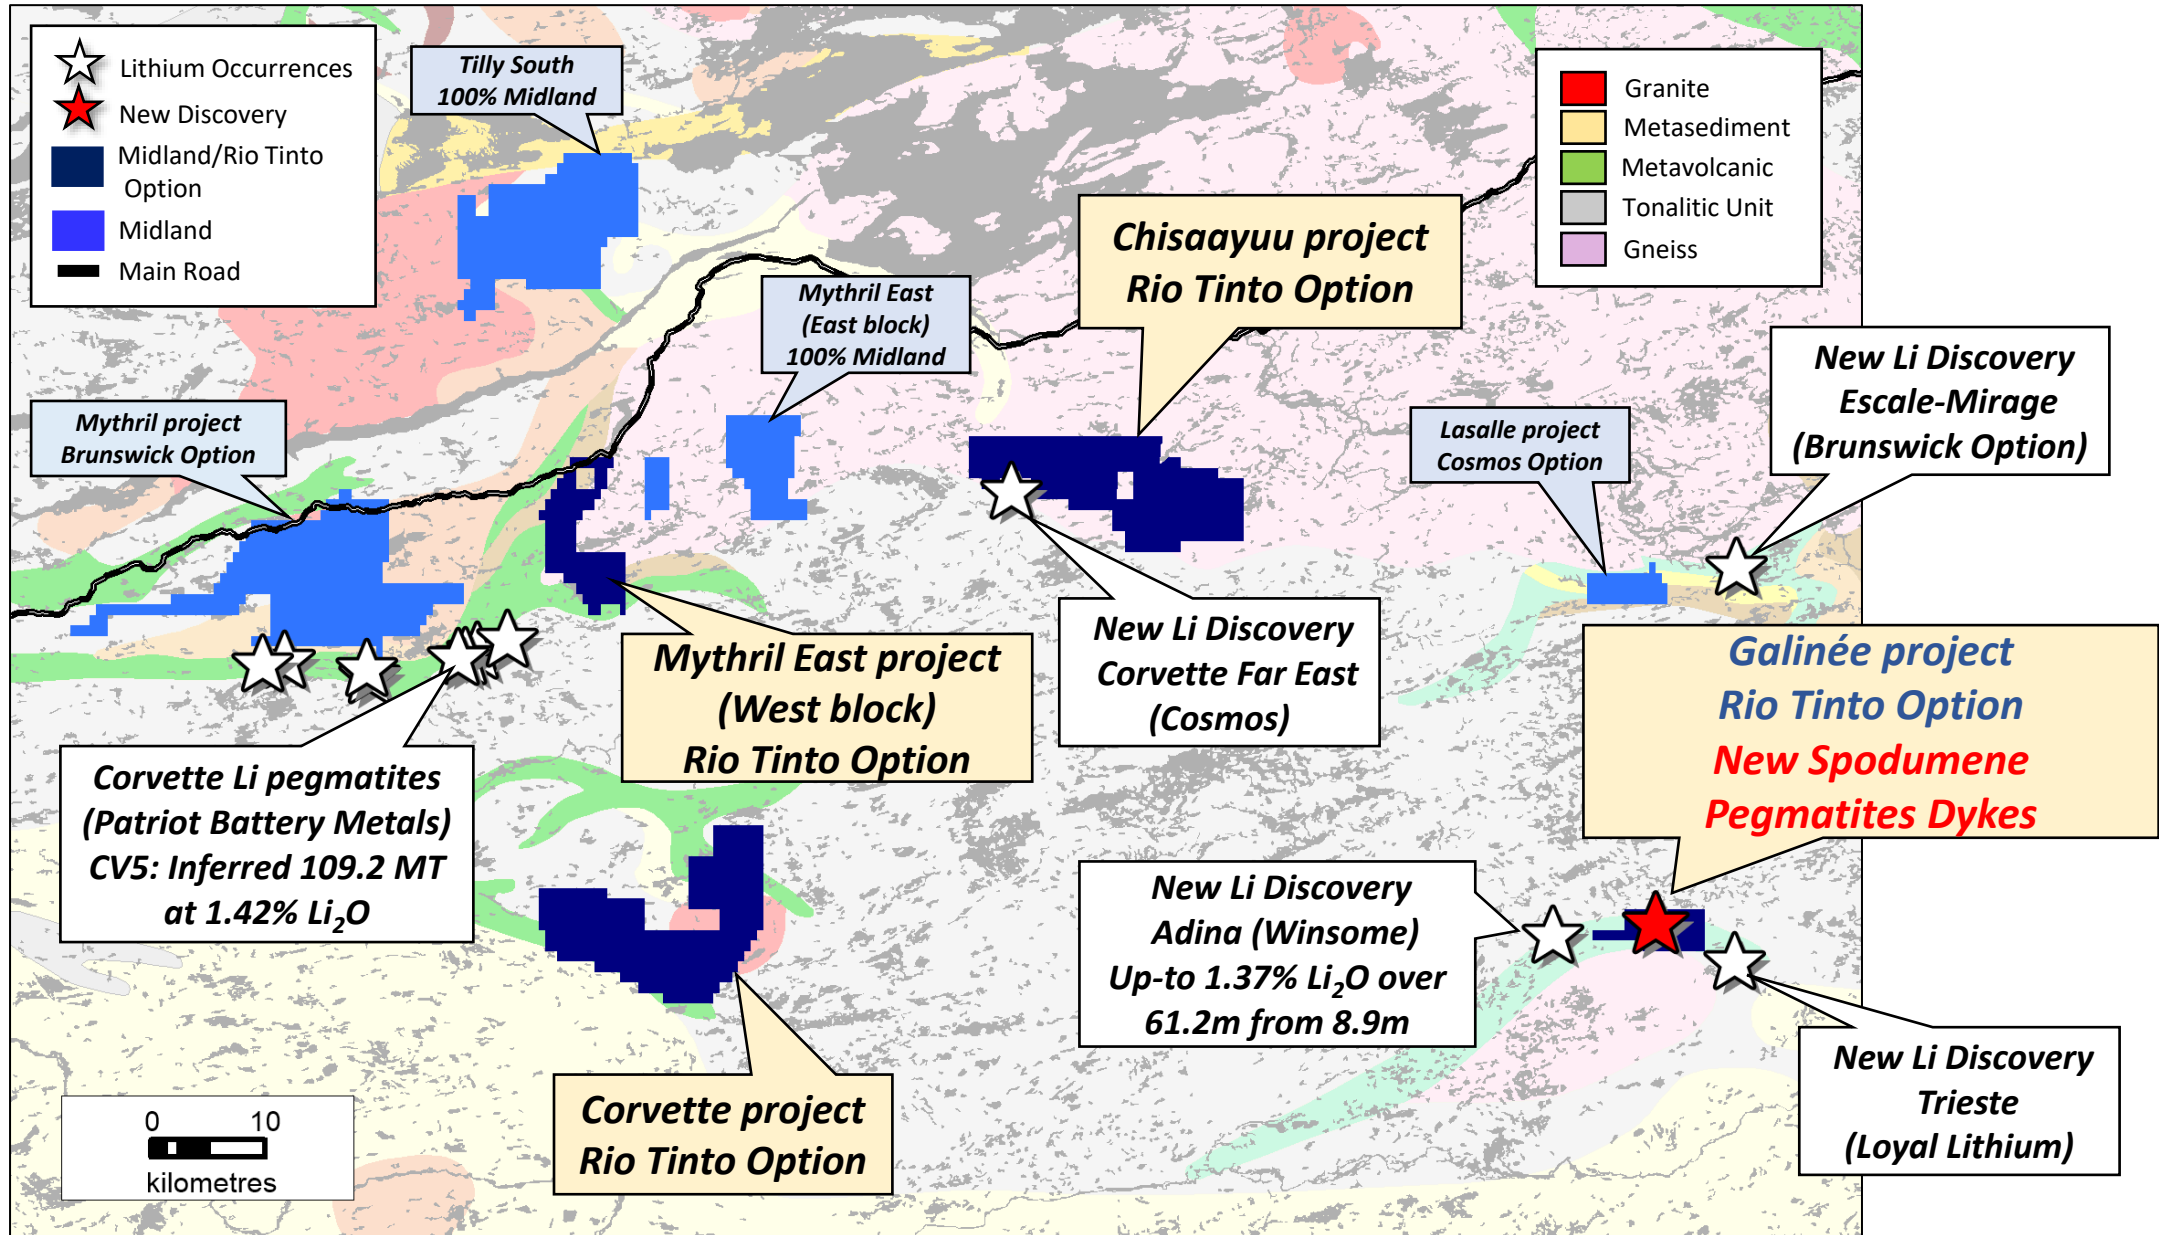 Lithium Occurrences
New Discovery
Midland/Rio Tinto
Option
Midland
Main Road
Tilly South
100% Midland
Granite
Metasediment
Metavolcanic
Tonalitic Unit
Gneiss
Chisaayuu project
Rio Tinto Option
Mythril East
(East block)
100% Midland
New Li Discovery
Escale-Mirage
(Brunswick Option)
Mythril project
Brunswick Option
Lasalle project
Cosmos Option
New Li Discovery
Corvette Far East
(Cosmos)
Mythril East project
(West block)
Rio Tinto Option
Galinée project
Rio Tinto Option
New Spodumene
Pegmatites Dykes
Corvette Li pegmatites
(Patriot Battery Metals)
CV5: Inferred 109.2 MT
at 1.42% Li₂O
New Li Discovery
Adina (Winsome)
Up-to 1.37% Li₂O over
61.2m from 8.9m
New Li Discovery
Trieste
(Loyal Lithium)
Corvette project
Rio Tinto Option
0 10
kilometres